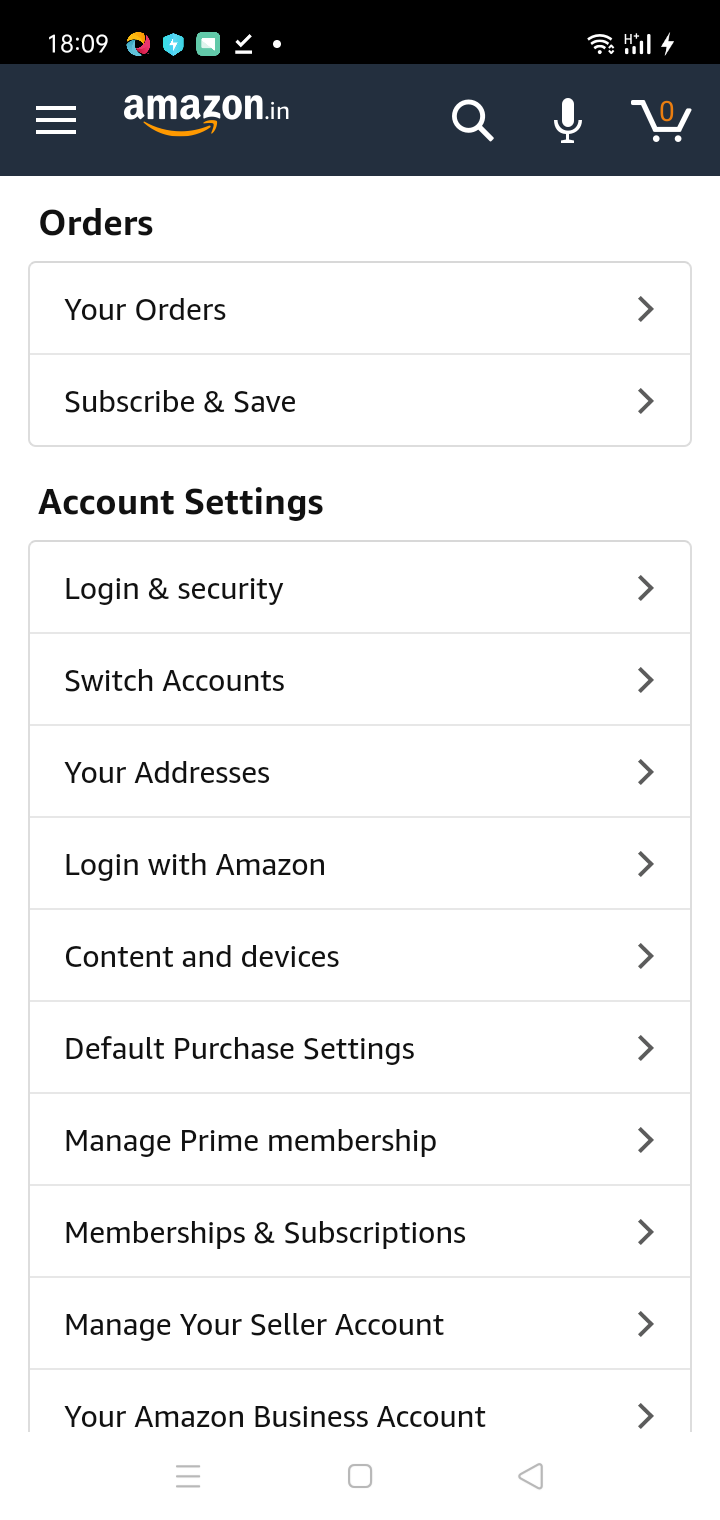 18:09
H+
amazon.in
0
Orders
Your Orders
Subscribe & Save
Account Settings
Login & security
Switch Accounts
Your Addresses
Login with Amazon
Content and devices
Default Purchase Settings
Manage Prime membership
Memberships & Subscriptions
Manage Your Seller Account
Your Amazon Business Account